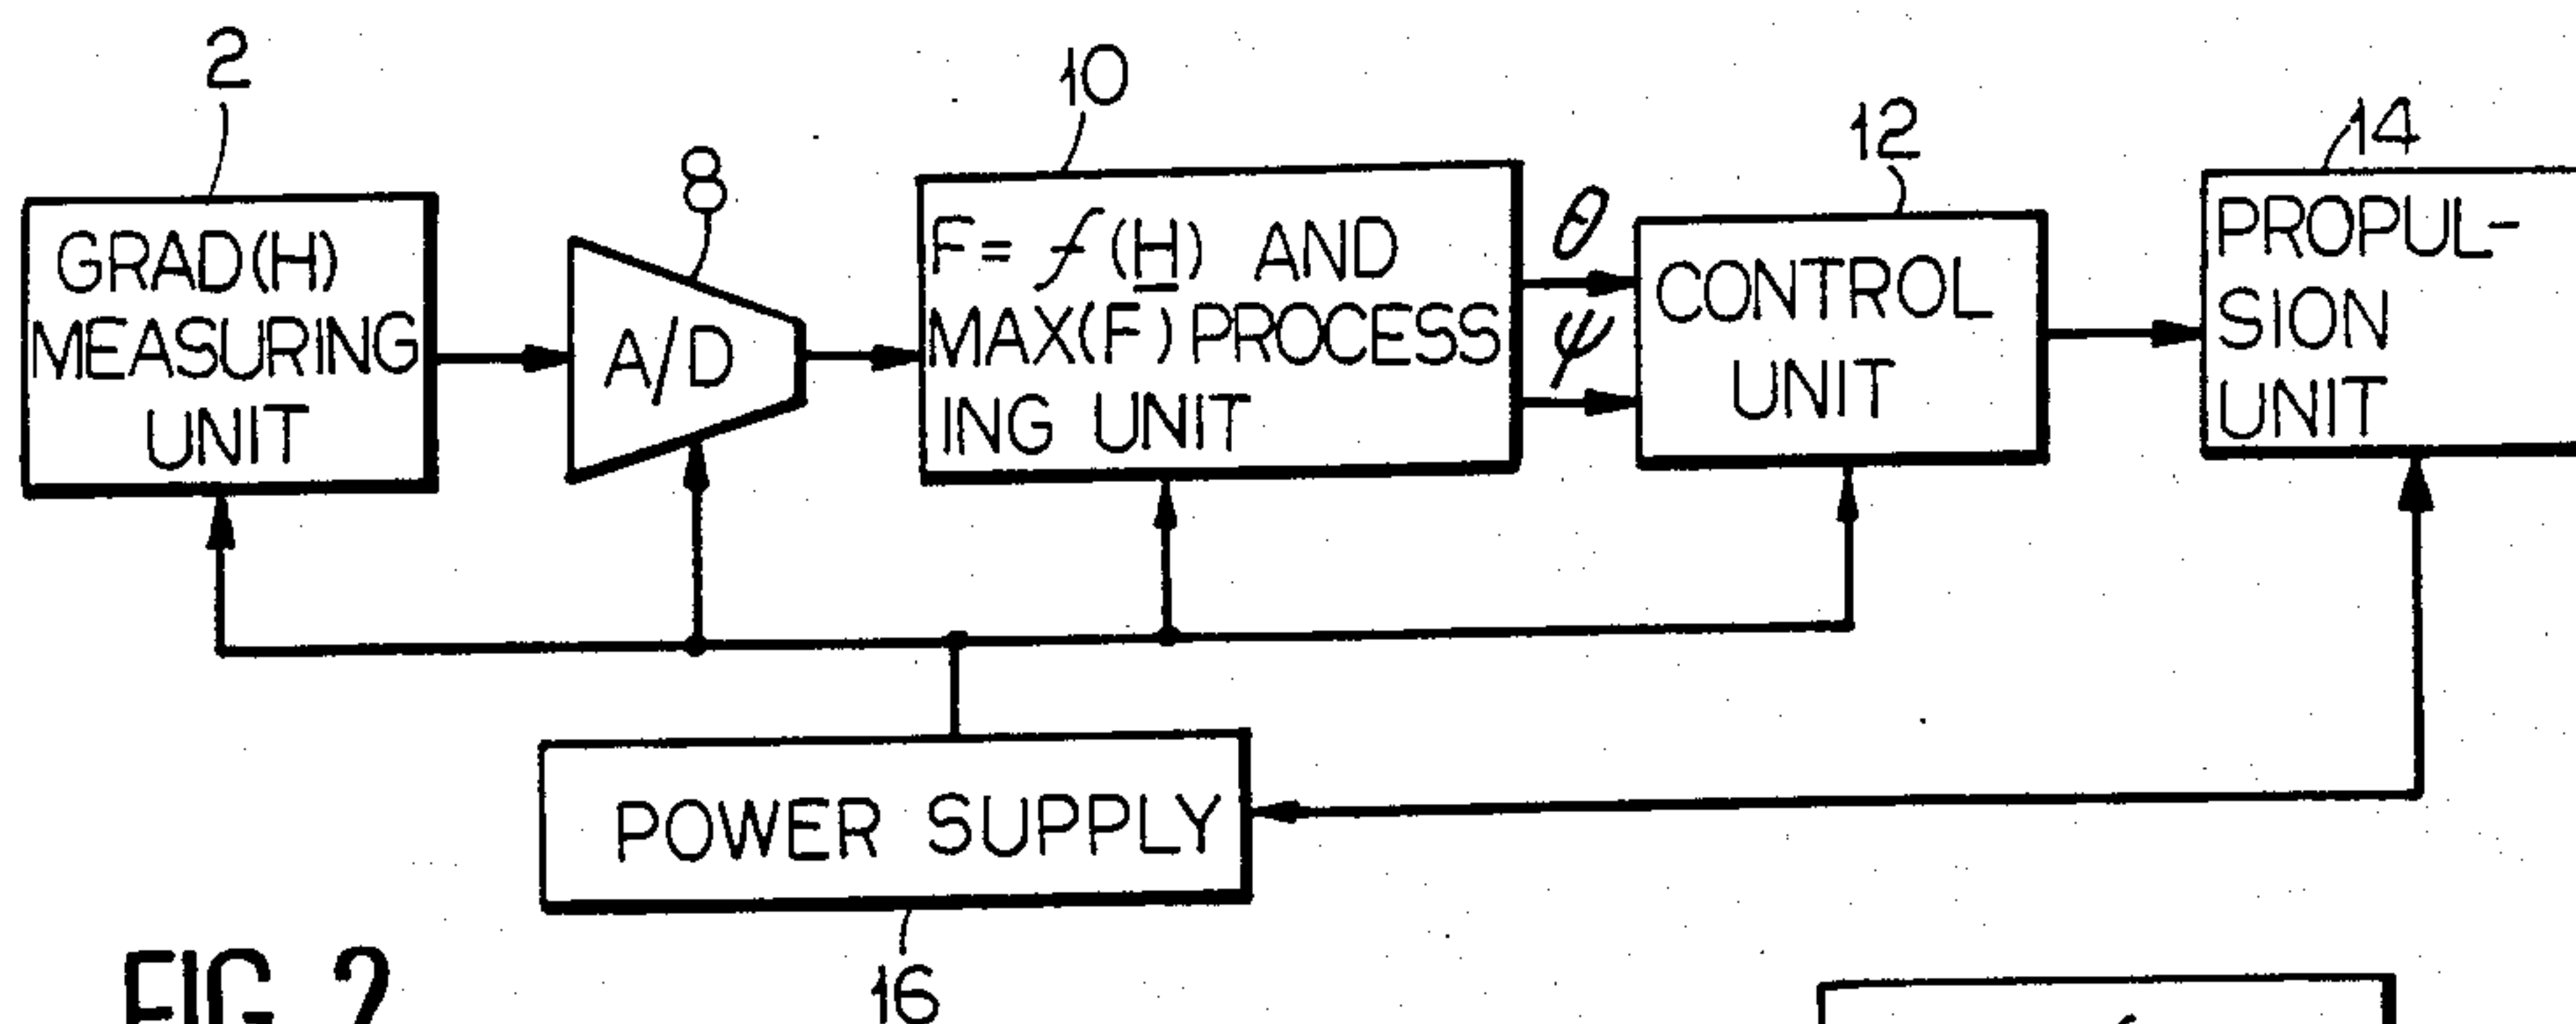 2
8
10
12
14
GRAD(H)
MEASURING
UNIT
A/D
F= f(H) AND
MAX(F) PROCESS
ING UNIT
θ
ψ
CONTROL
UNIT
PROPUL-
SION
UNIT
POWER SUPPLY
16
FIG 2